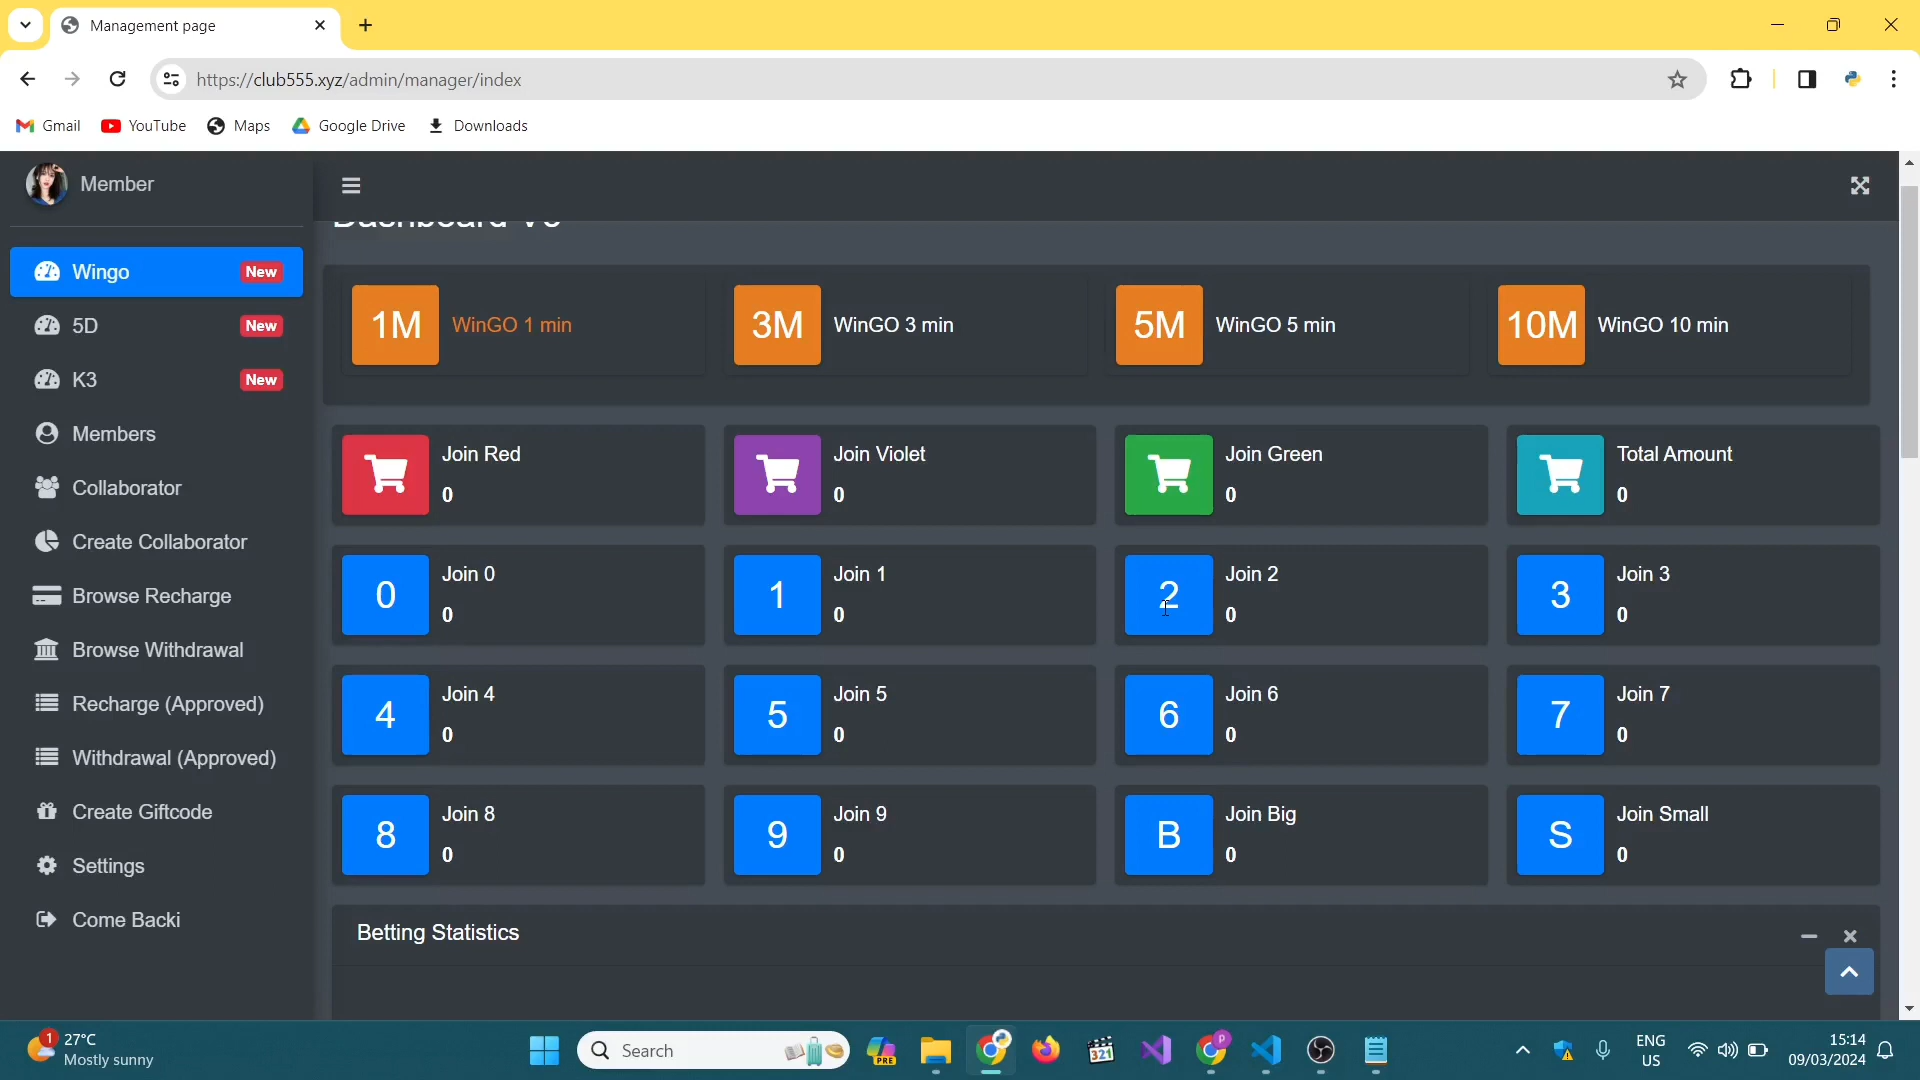 Management page
https://club555.xyz/admin/manager/index
Gmail
YouTube
Maps
Google Drive
Downloads
Member
Dashboard v3
Wingo New
5D New
K3 New
Members
Collaborator
Create Collaborator
Browse Recharge
Browse Withdrawal
Recharge (Approved)
Withdrawal (Approved)
Create Giftcode
Settings
Come Backi
1M WinGO 1 min
3M WinGO 3 min
5M WinGO 5 min
10M WinGO 10 min
Join Red
0
Join Violet
0
Join Green
0
Total Amount
0
0 Join 0
0
1 Join 1
0
2 Join 2
0
3 Join 3
0
4 Join 4
0
5 Join 5
0
6 Join 6
0
7 Join 7
0
8 Join 8
0
9 Join 9
0
B Join Big
0
S Join Small
0
Betting Statistics
1
27°C
Mostly sunny
Search
PRE
321
P
ENG
US
15:14
09/03/2024